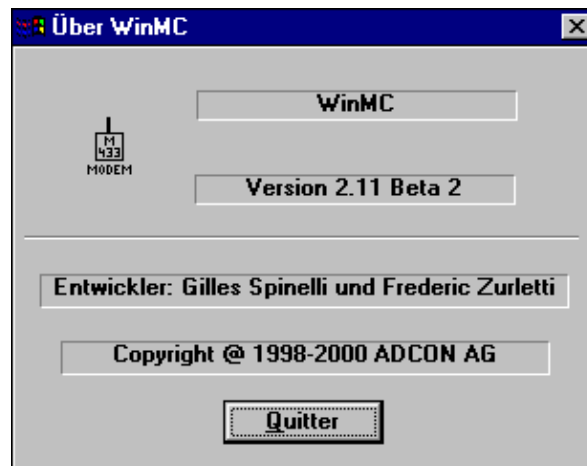 Über WinMC
WinMC
M
433
MODEM
Version 2.11 Beta 2
Entwickler: Gilles Spinelli und Frederic Zurletti
Copyright @ 1998-2000 ADCON AG
Quitter